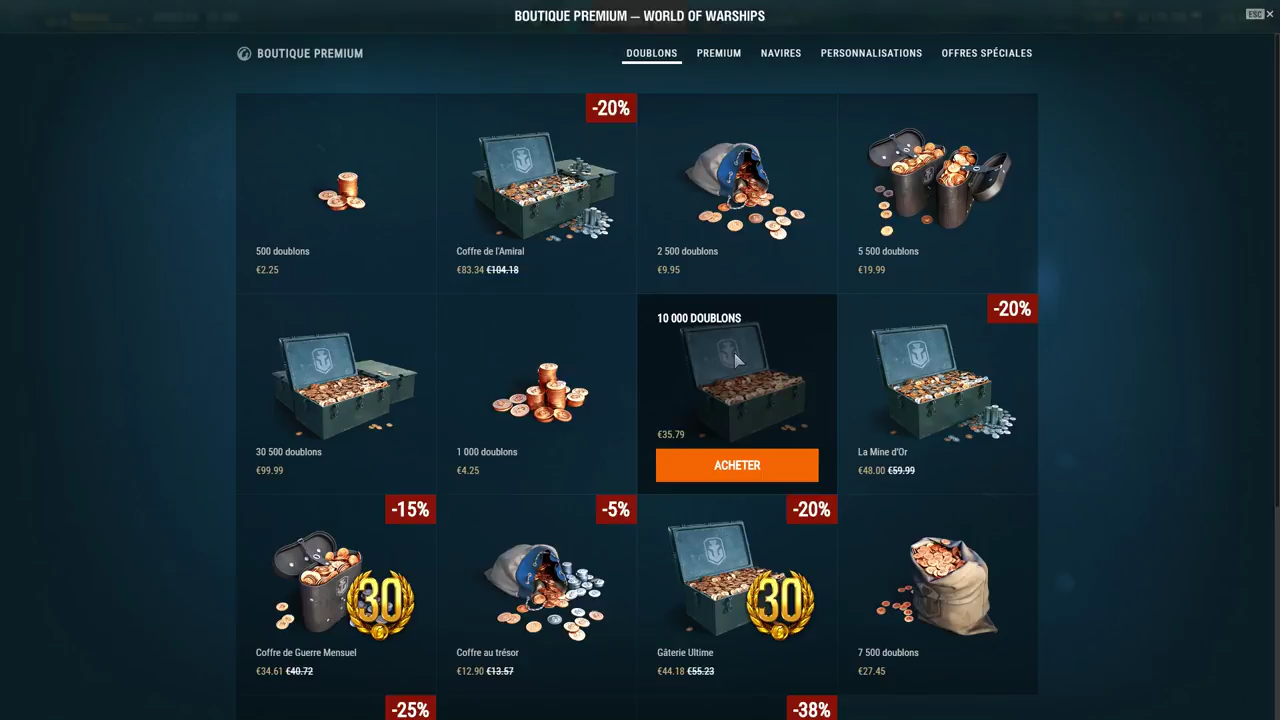 BOUTIQUE PREMIUM — WORLD OF WARSHIPS
ESC ×
BOUTIQUE PREMIUM
DOUBLONS
PREMIUM
NAVIRES
PERSONNALISATIONS
OFFRES SPÉCIALES
500 doublons
€2.25
-20%
Coffre de l'Amiral
€83.34 €104.18
2 500 doublons
€9.95
5 500 doublons
€19.99
30 500 doublons
€99.99
1 000 doublons
€4.25
10 000 DOUBLONS
€35.79
ACHETER
-20%
La Mine d'Or
€48.00 €59.99
-15%
30
Coffre de Guerre Mensuel
€34.61 €40.72
-5%
Coffre au trésor
€12.90 €13.57
-20%
30
Gâterie Ultime
€44.18 €55.23
7 500 doublons
€27.45
-25%
-38%